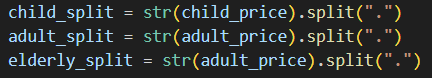 child_split = str(child_price).split(".")
adult_split = str(adult_price).split(".")
elderly_split = str(adult_price).split(".")